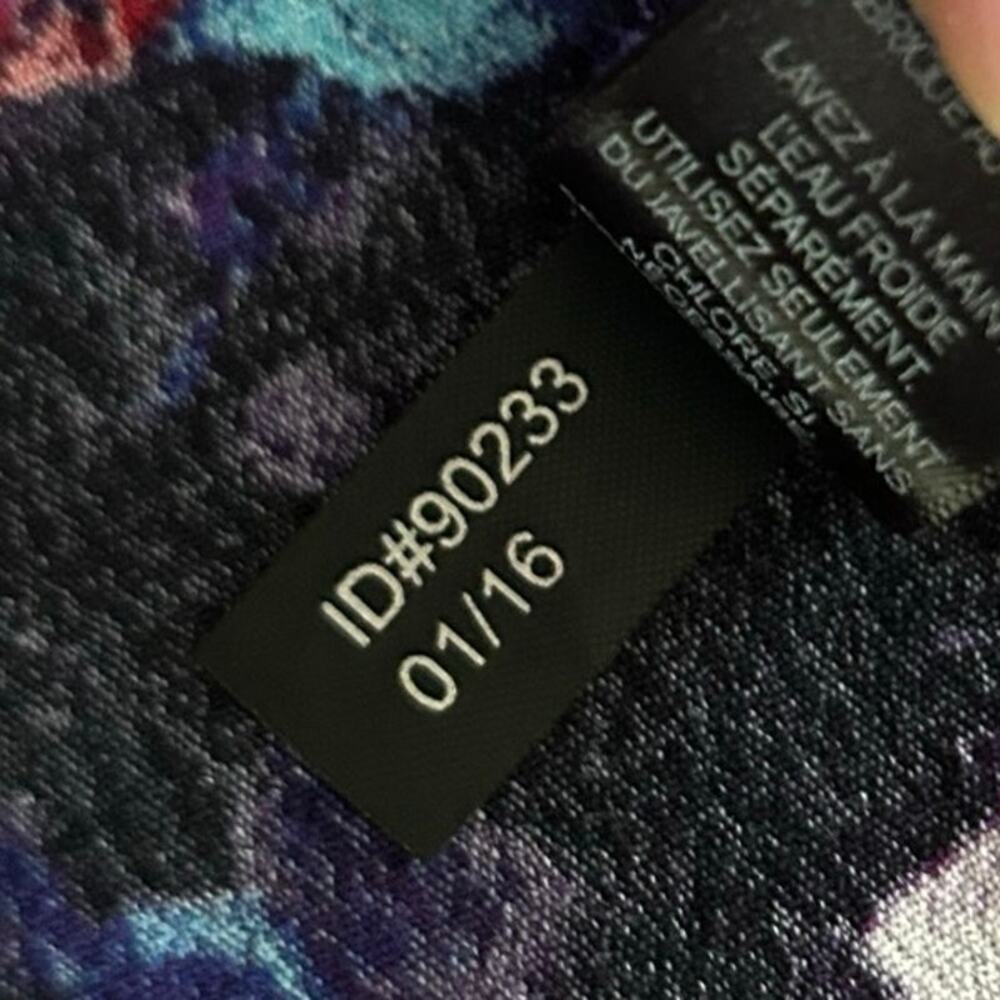 LAVEZ À LA MAIN
L'EAU FROIDE
SÉPARÉMENT.
UTILISEZ SEULEMENT
DU JAVELLISANT SANS
CHLORE, SI
ID#90233
01/16